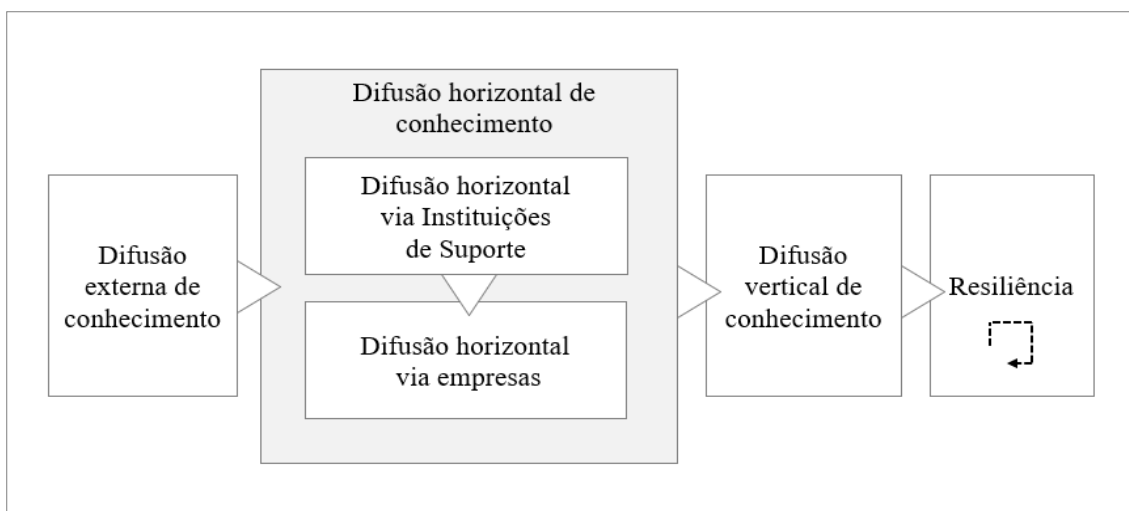 Difusão
externa de
conhecimento
Difusão horizontal de
conhecimento
Difusão horizontal
via Instituições
de Suporte
Difusão horizontal
via empresas
Difusão
vertical de
conhecimento
Resiliência